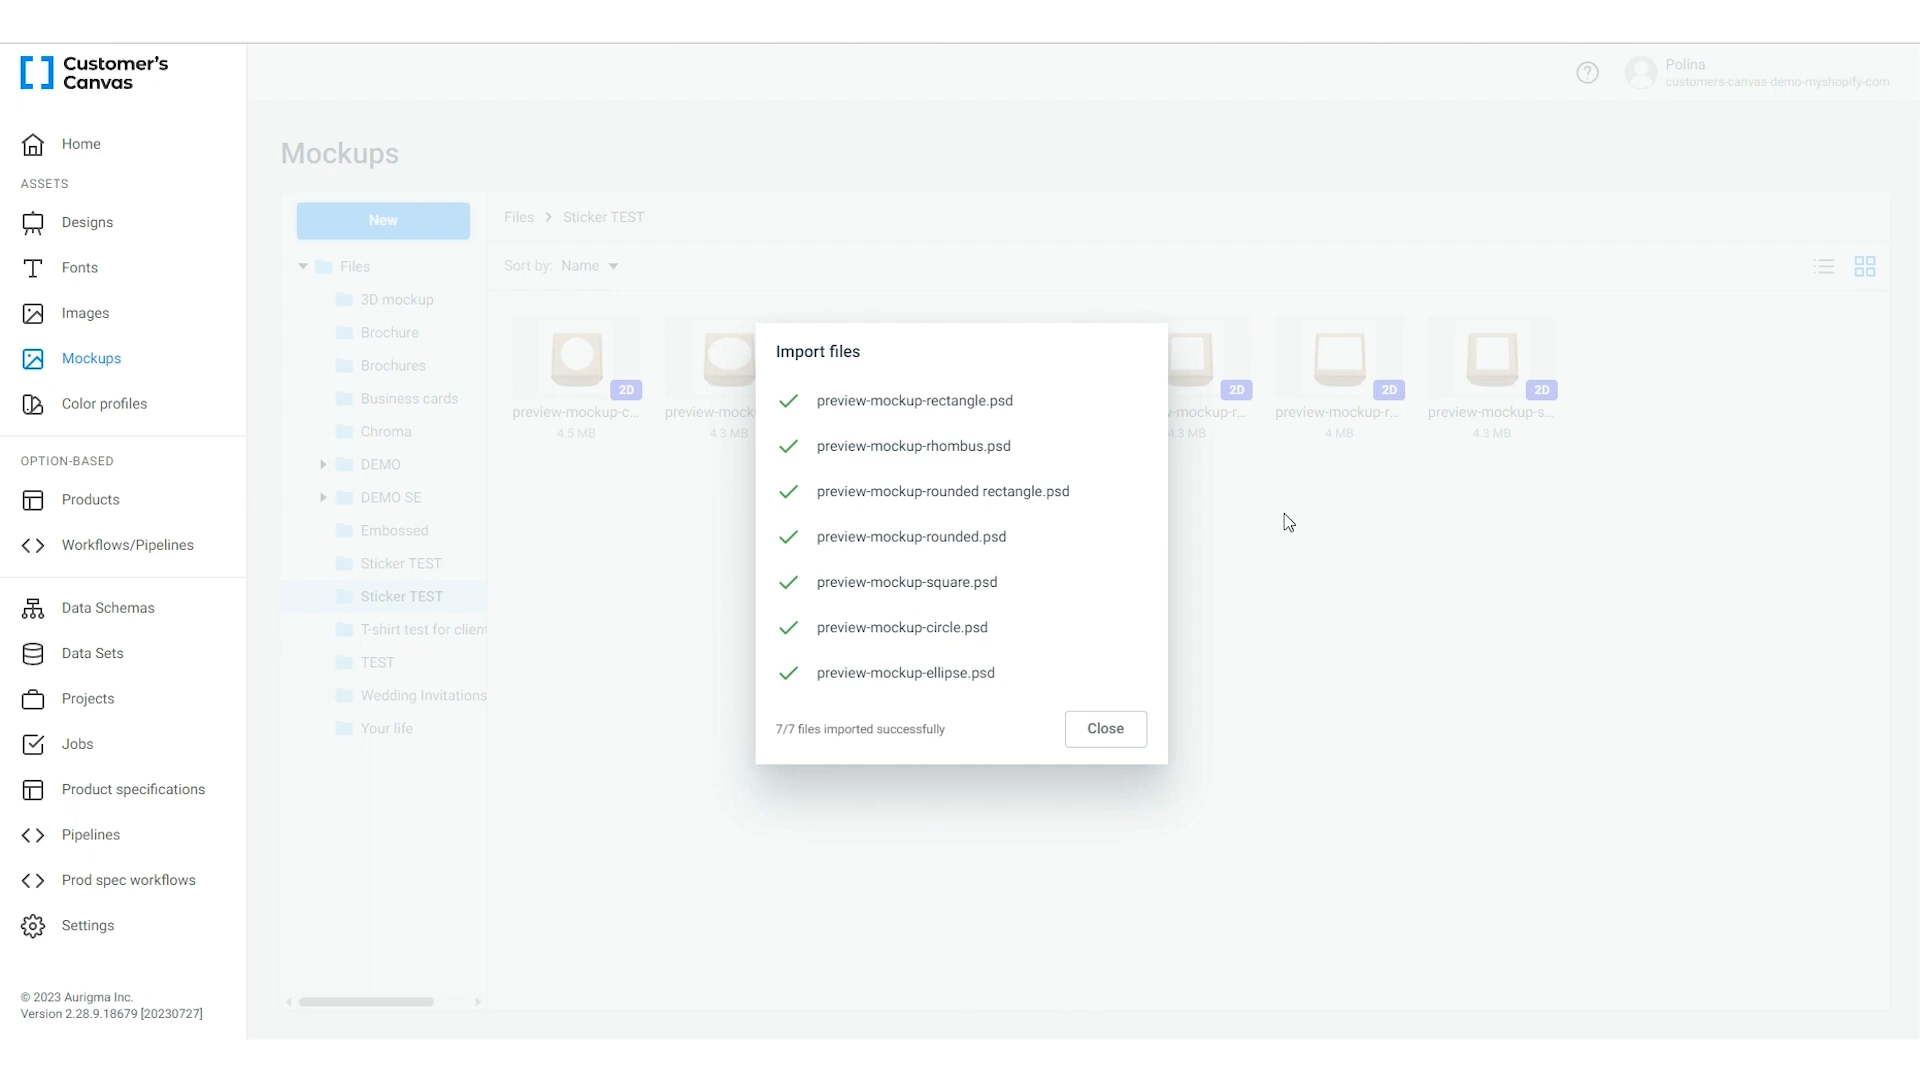 Customer's
Canvas
Polina
customers-canvas-demo-myshopify-com
Home
ASSETS
Designs
Fonts
Images
Mockups
Color profiles
OPTION-BASED
Products
Workflows/Pipelines
Data Schemas
Data Sets
Projects
Jobs
Product specifications
Pipelines
Prod spec workflows
Settings
© 2023 Aurigma Inc.
Version 2.28.9.18679 [20230727]
Mockups
New
Files
3D mockup
Brochure
Brochures
Business cards
Chroma
DEMO
DEMO SE
Embossed
Sticker TEST
Sticker TEST
T-shirt test for client
TEST
Wedding Invitations
Your life
Files > Sticker TEST
Sort by: Name
2D
preview-mockup-c...
4.5 MB
preview-mock
4.3 MB
2D
-mockup-r...
4.3 MB
2D
preview-mockup-r...
4 MB
2D
preview-mockup-s...
4.3 MB
Import files
preview-mockup-rectangle.psd
preview-mockup-rhombus.psd
preview-mockup-rounded rectangle.psd
preview-mockup-rounded.psd
preview-mockup-square.psd
preview-mockup-circle.psd
preview-mockup-ellipse.psd
7/7 files imported successfully
Close